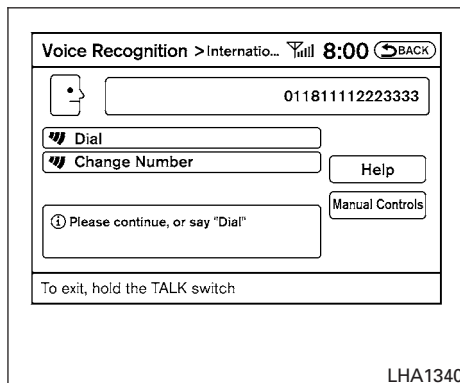 Voice Recognition > Internatio... 8:00 BACK
011811112223333
Dial
Change Number
Help
Manual Controls
Please continue, or say "Dial"
To exit, hold the TALK switch
LHA1340